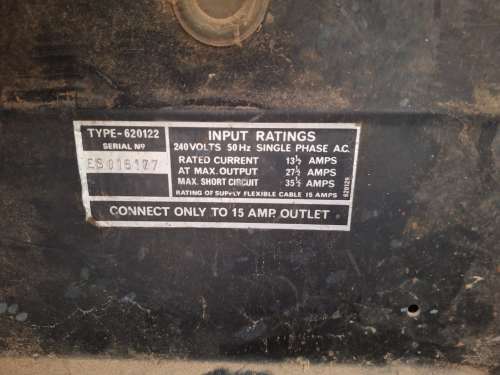 TYPE-620122
SERIAL Nº
ES 016177
INPUT RATINGS
240 VOLTS 50 Hz SINGLE PHASE A.C.
RATED CURRENT 13½ AMPS
AT MAX. OUTPUT 27½ AMPS
MAX. SHORT CIRCUIT 35½ AMPS
RATING OF SUPPLY FLEXIBLE CABLE 15 AMPS
CONNECT ONLY TO 15 AMP. OUTLET